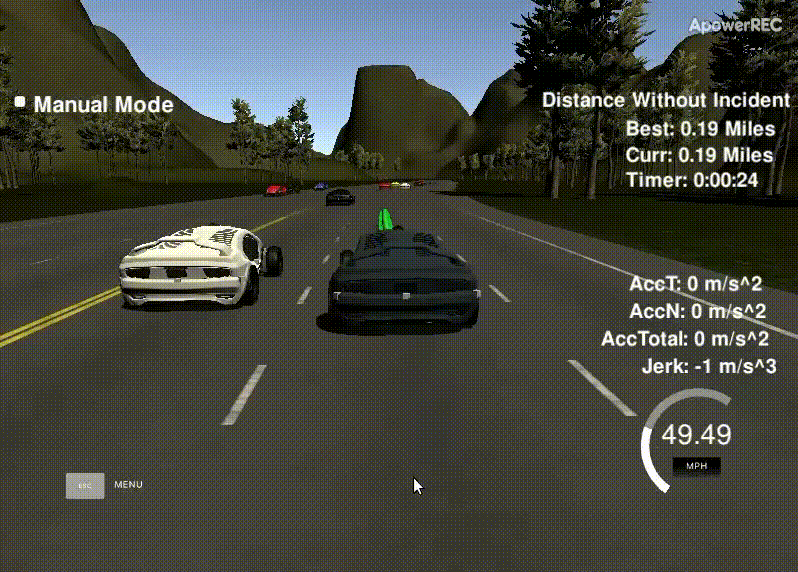 ApowerREC
Manual Mode
Distance Without Incident
Best: 0.19 Miles
Curr: 0.19 Miles
Timer: 0:00:24
AccT: 0 m/s^2
AccN: 0 m/s^2
AccTotal: 0 m/s^2
Jerk: -1 m/s^3
49.49
MPH
ESC
MENU